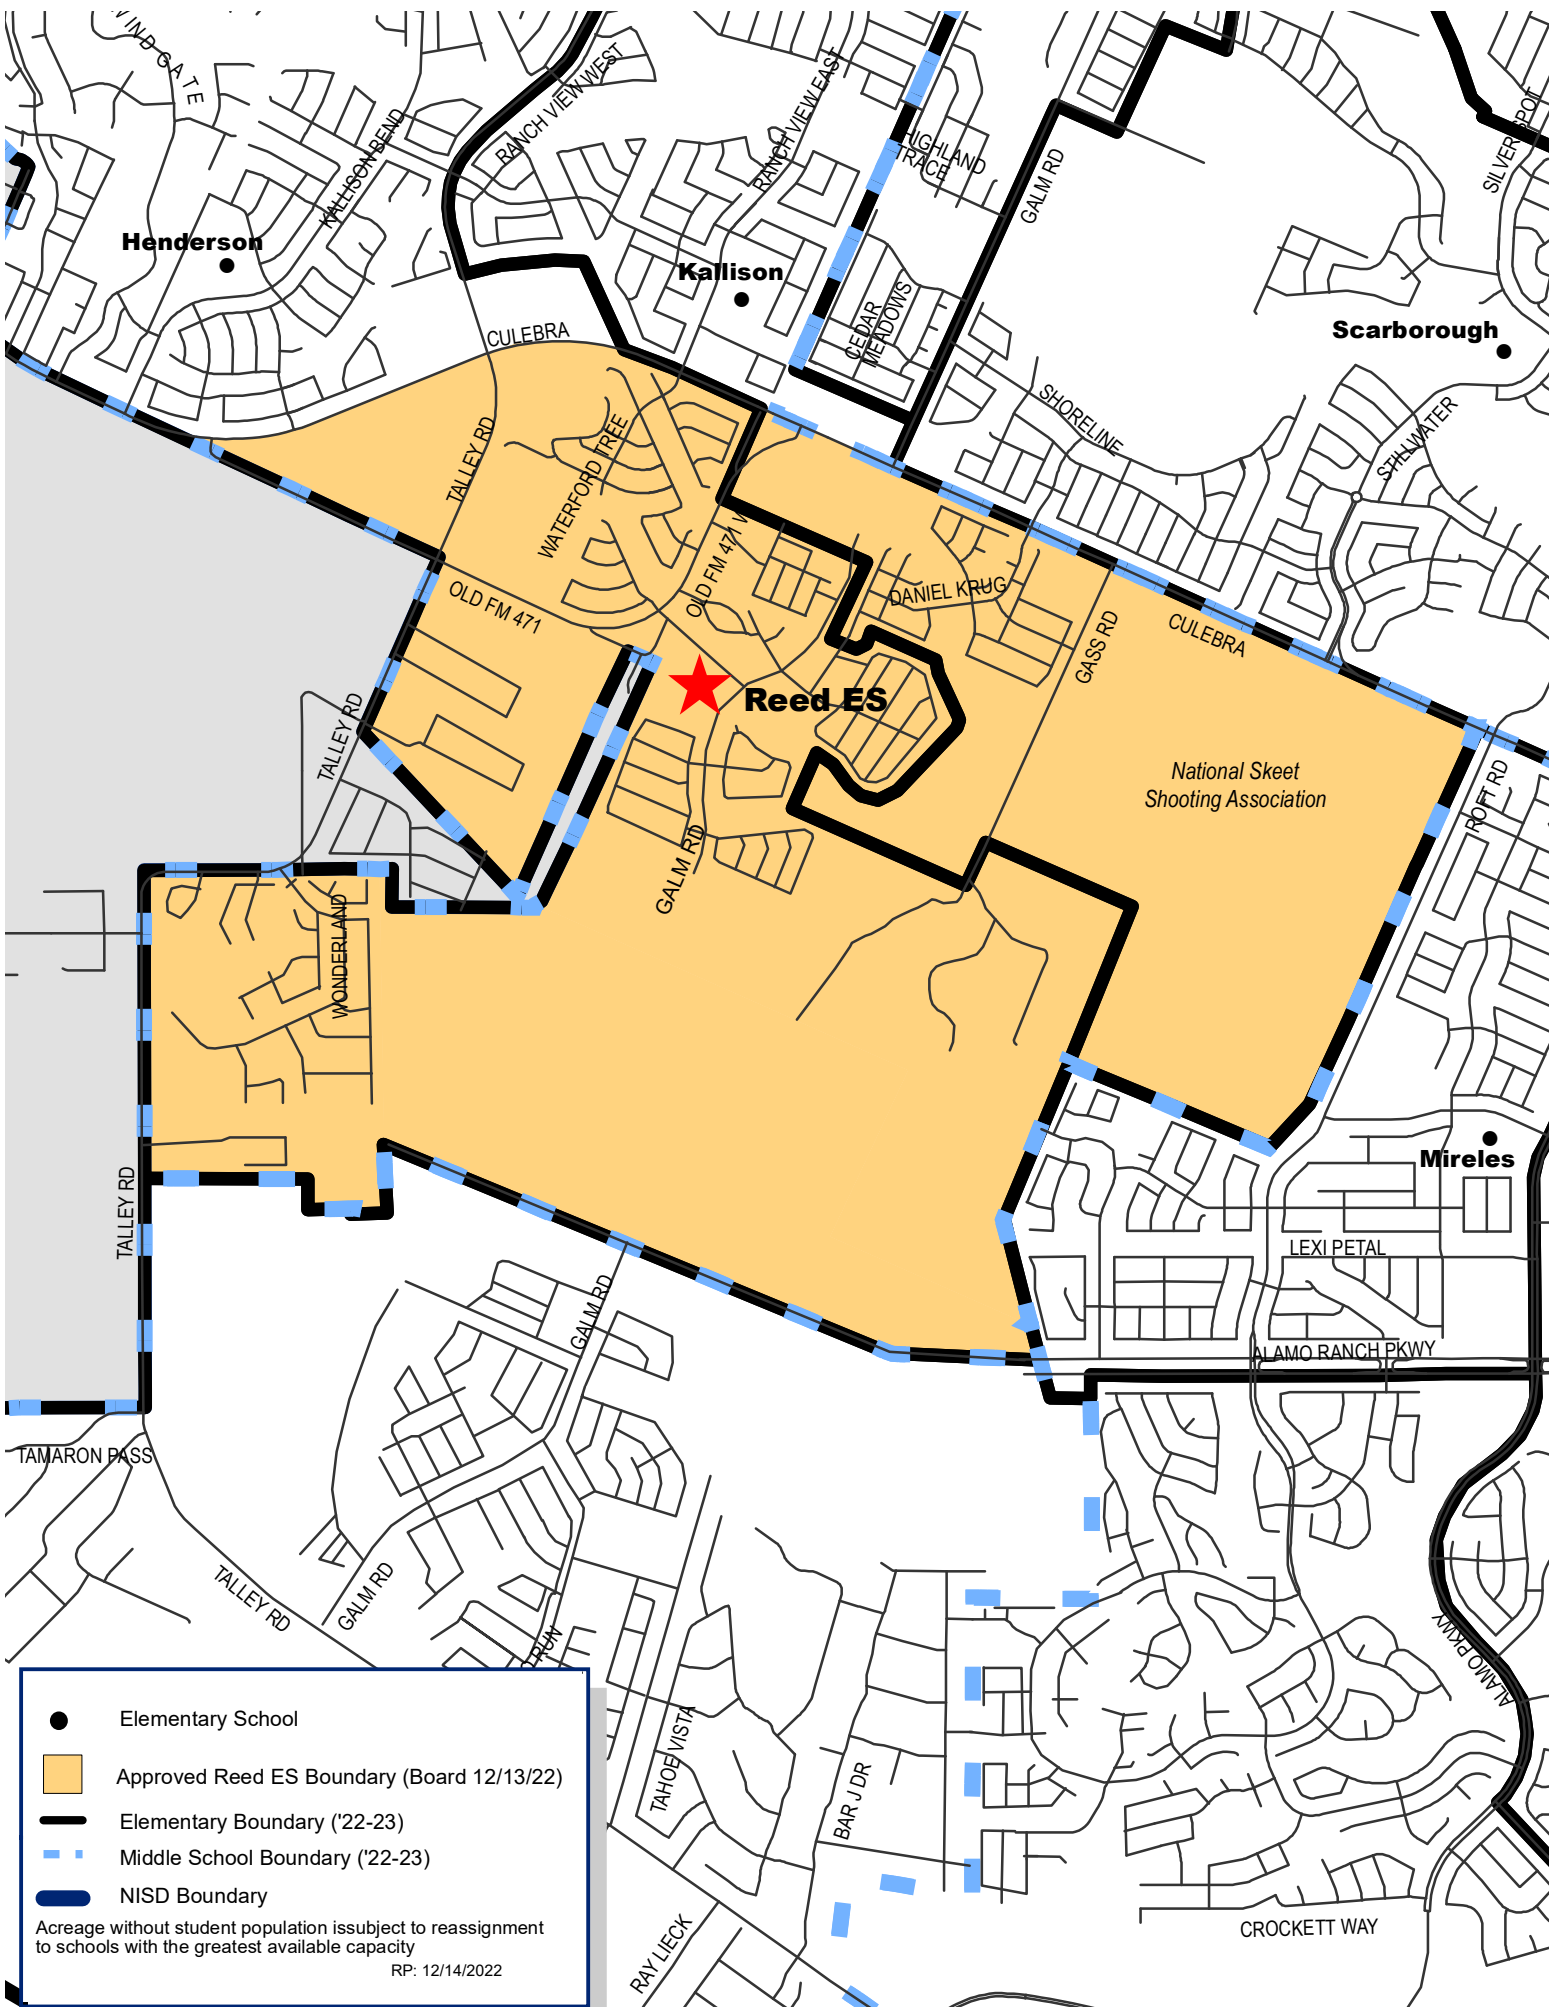 WINDGATE
RANCH VIEW WEST
RANCH VIEW EAST
KALLISON BEND
HIGHLAND
TRACE
GALM RD
SILVER SPOT
Henderson
Kallison
CEDAR
MEADOWS
Scarborough
CULEBRA
SHORELINE
STILLWATER
TALLEY RD
WATERFORD TREE
OLD FM 471 W
OLD FM 471
DANIEL KRUG
GASS RD
CULEBRA
Reed ES
TALLEY RD
National Skeet
Shooting Association
ROFT RD
GALM RD
WONDERLAND
Mireles
TALLEY RD
LEXI PETAL
GALM RD
ALAMO RANCH PKWY
TAMARON PASS
TALLEY RD
GALM RD
RUN
ALAMO PKWY
TAHOE VISTA
BAR J DR
RAY LIECK
CROCKETT WAY
Elementary School
Approved Reed ES Boundary (Board 12/13/22)
Elementary Boundary ('22-23)
Middle School Boundary ('22-23)
NISD Boundary
Acreage without student population issubject to reassignment
to schools with the greatest available capacity
RP: 12/14/2022